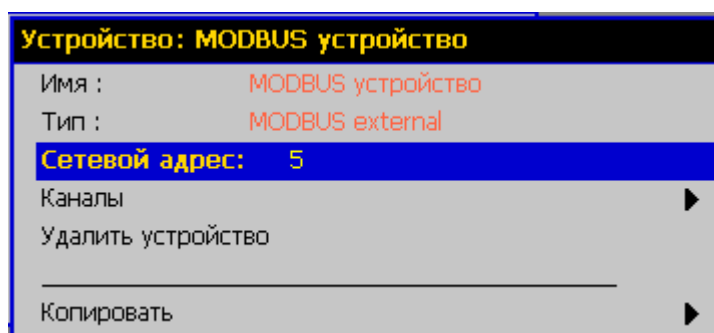 Устройство: MODBUS устройство
Имя : MODBUS устройство
Тип : MODBUS external
Сетевой адрес: 5
Каналы
Удалить устройство
Копировать